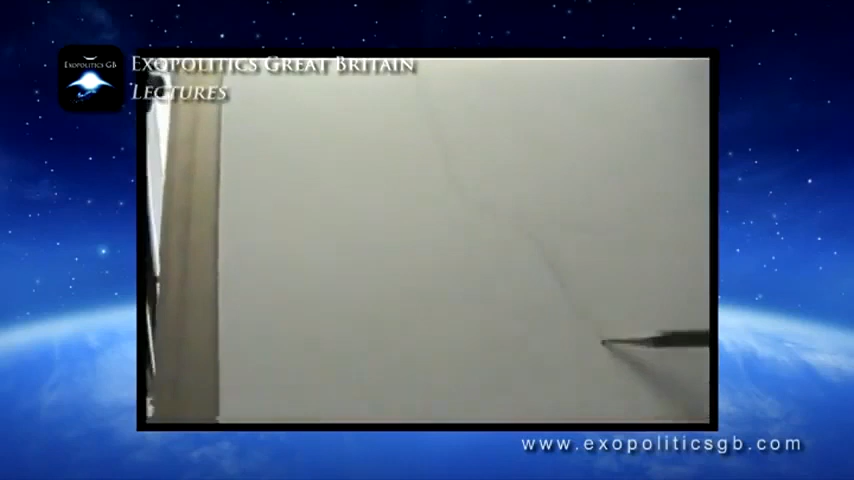 EXOPOLITICS GB
EXOPOLITICS GREAT BRITAIN
LECTURES
www.exopoliticsgb.com